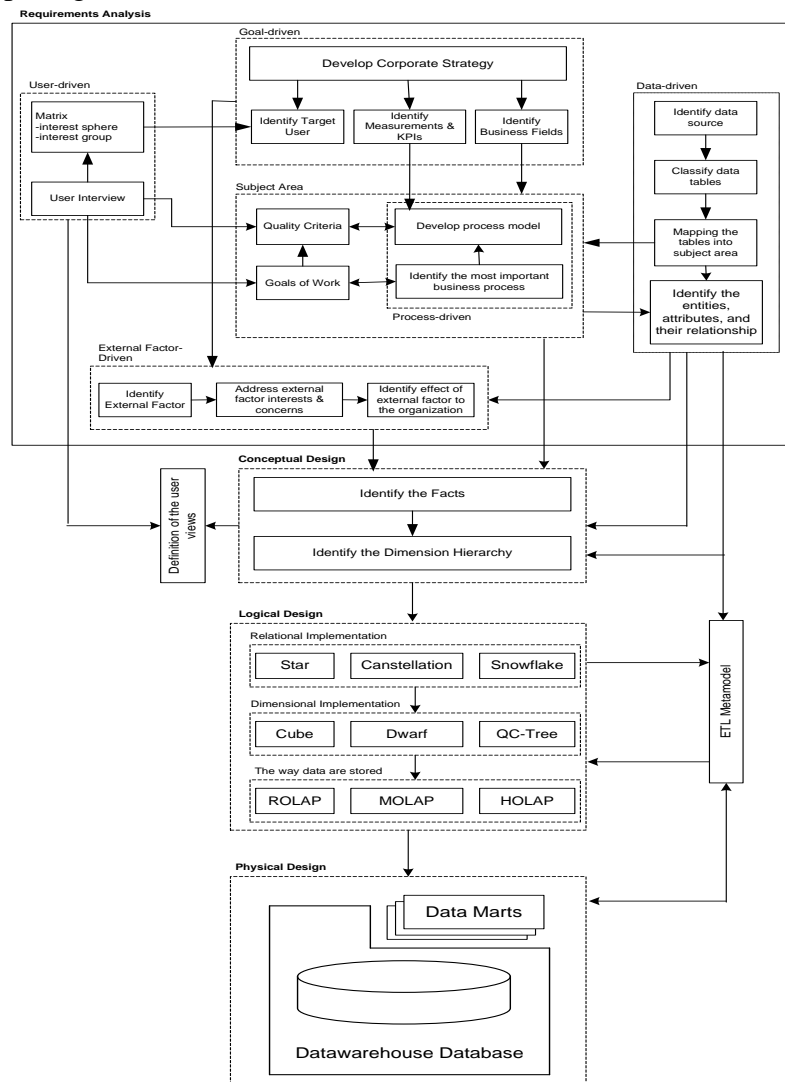 Requirements Analysis
Goal-driven
Develop Corporate Strategy
Identify Target
User
Identify
Measurements &
KPIs
Identify
Business Fields
User-driven
Matrix
-interest sphere
-interest group
User Interview
Data-driven
Identify data
source
Classify data
tables
Mapping the
tables into
subject area
Identify the
entities,
attributes, and
their relationship
Subject Area
Quality Criteria
Goals of Work
Develop process model
Identify the most important
business process
Process-driven
External Factor-
Driven
Identify
External Factor
Address external
factor interests &
concerns
Identify effect of
external factor to
the organization
Conceptual Design
Identify the Facts
Identify the Dimension Hierarchy
Definition of the user
views
Logical Design
Relational Implementation
Star
Canstellation
Snowflake
Dimensional Implementation
Cube
Dwarf
QC-Tree
The way data are stored
ROLAP
MOLAP
HOLAP
ETL Metamodel
Physical Design
Data Marts
Datawarehouse Database